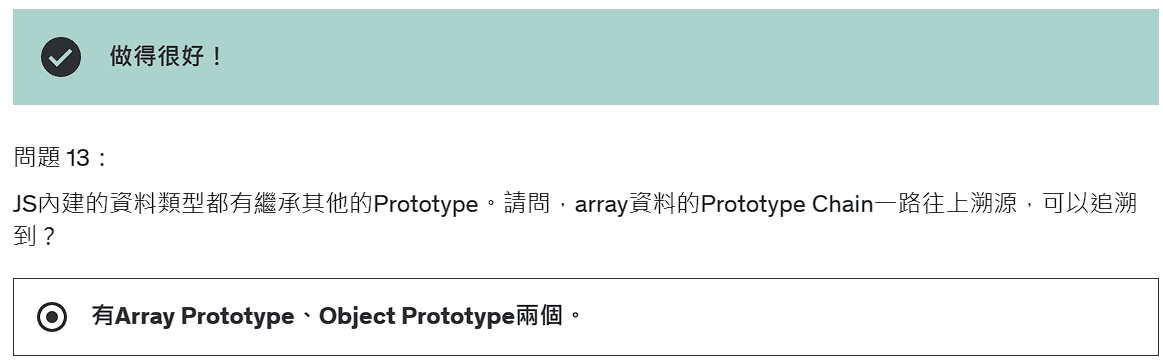 做得很好！
問題 13：
JS內建的資料類型都有繼承其他的Prototype。請問，array資料的Prototype Chain一路往上溯源，可以追溯
到？
有Array Prototype、Object Prototype兩個。